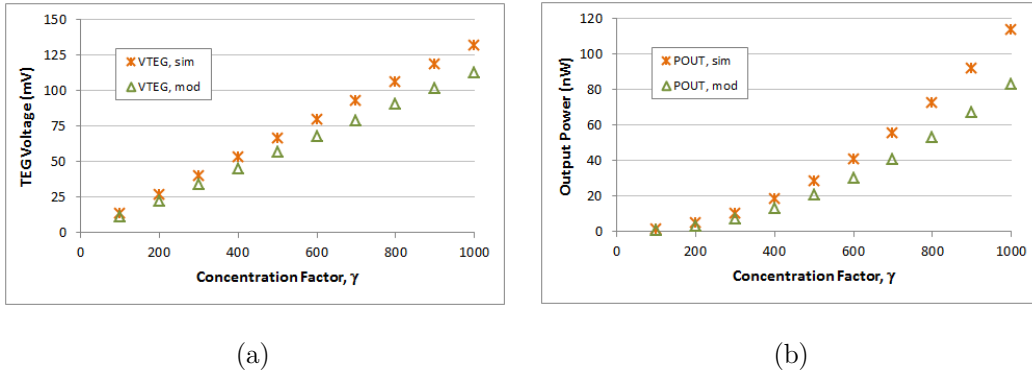 150
125
100
75
50
25
0
TEG Voltage (mV)
VTEG, sim
VTEG, mod
0 200 400 600 800 1000
Concentration Factor, γ
(a)
120
100
80
60
40
20
0
Output Power (nW)
POUT, sim
POUT, mod
0 200 400 600 800 1000
Concentration Factor, γ
(b)